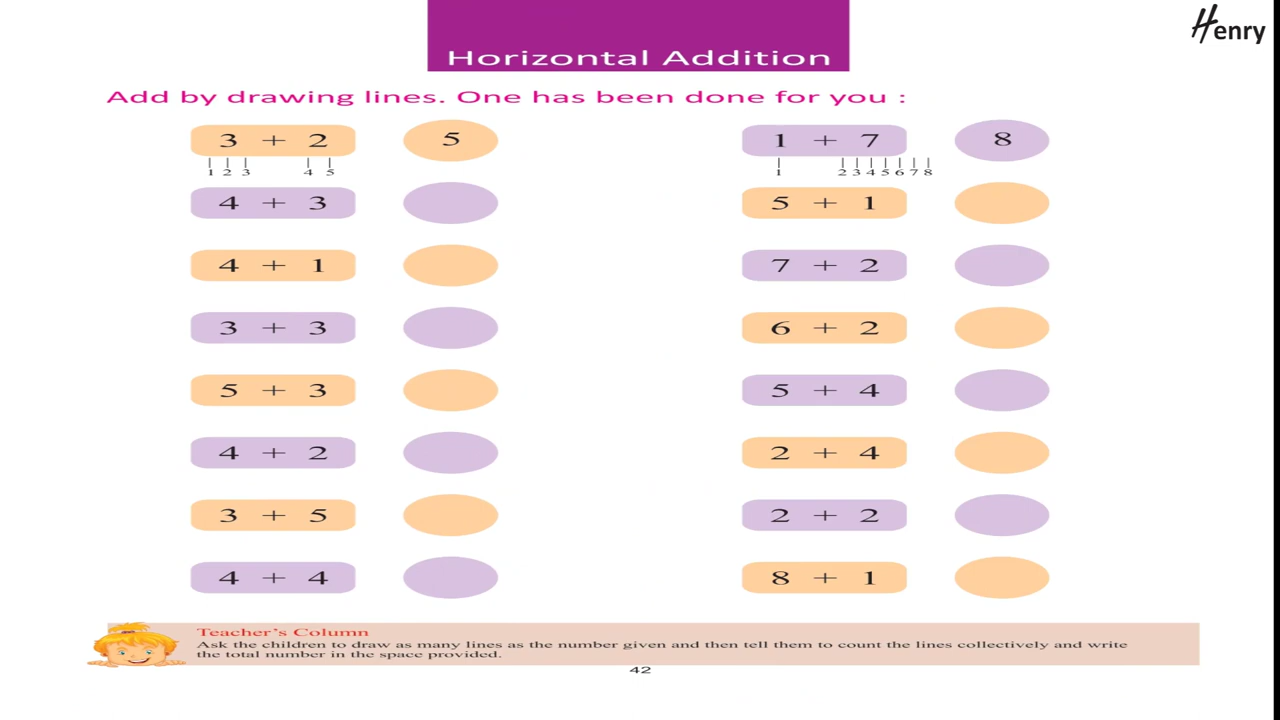 Henry
Horizontal Addition
Add by drawing lines. One has been done for you :
3 + 2 5
1 2 3 4 5
4 + 3
4 + 1
3 + 3
5 + 3
4 + 2
3 + 5
4 + 4
1 + 7 8
1 2 3 4 5 6 7 8
5 + 1
7 + 2
6 + 2
5 + 4
2 + 4
2 + 2
8 + 1
Teacher's Column
Ask the children to draw as many lines as the number given and then tell them to count the lines collectively and write
the total number in the space provided.
42